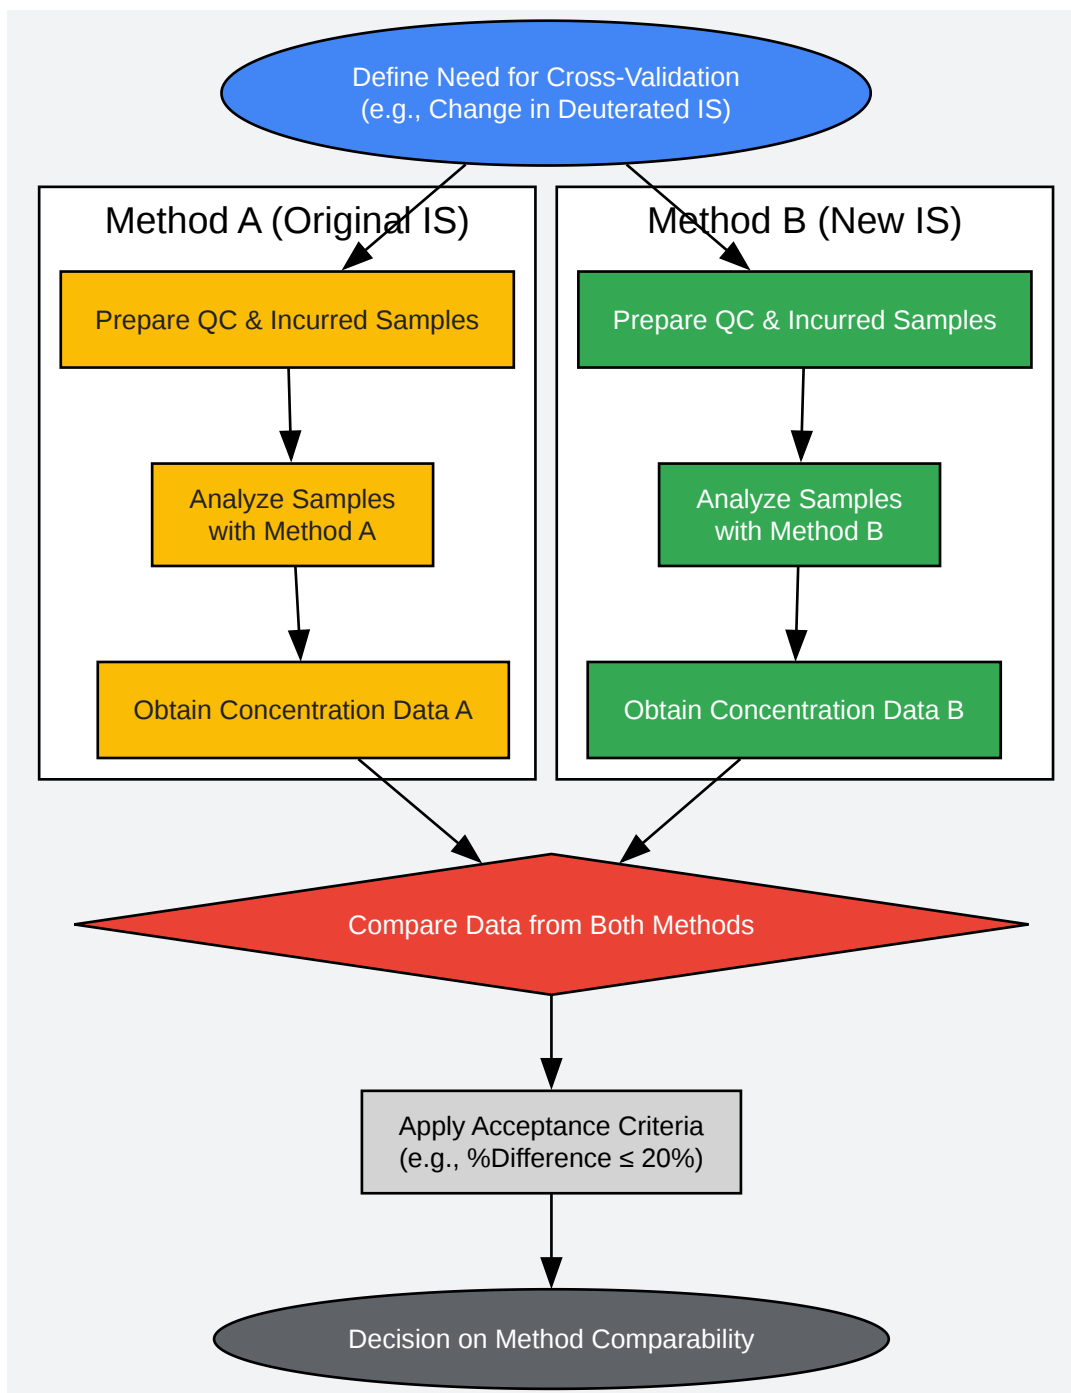 Define Need for Cross-Validation
(e.g., Change in Deuterated IS)
Method A (Original IS)
Prepare QC & Incurred Samples
Analyze Samples
with Method A
Obtain Concentration Data A
Method B (New IS)
Prepare QC & Incurred Samples
Analyze Samples
with Method B
Obtain Concentration Data B
Compare Data from Both Methods
Apply Acceptance Criteria
(e.g., %Difference ≤ 20%)
Decision on Method Comparability